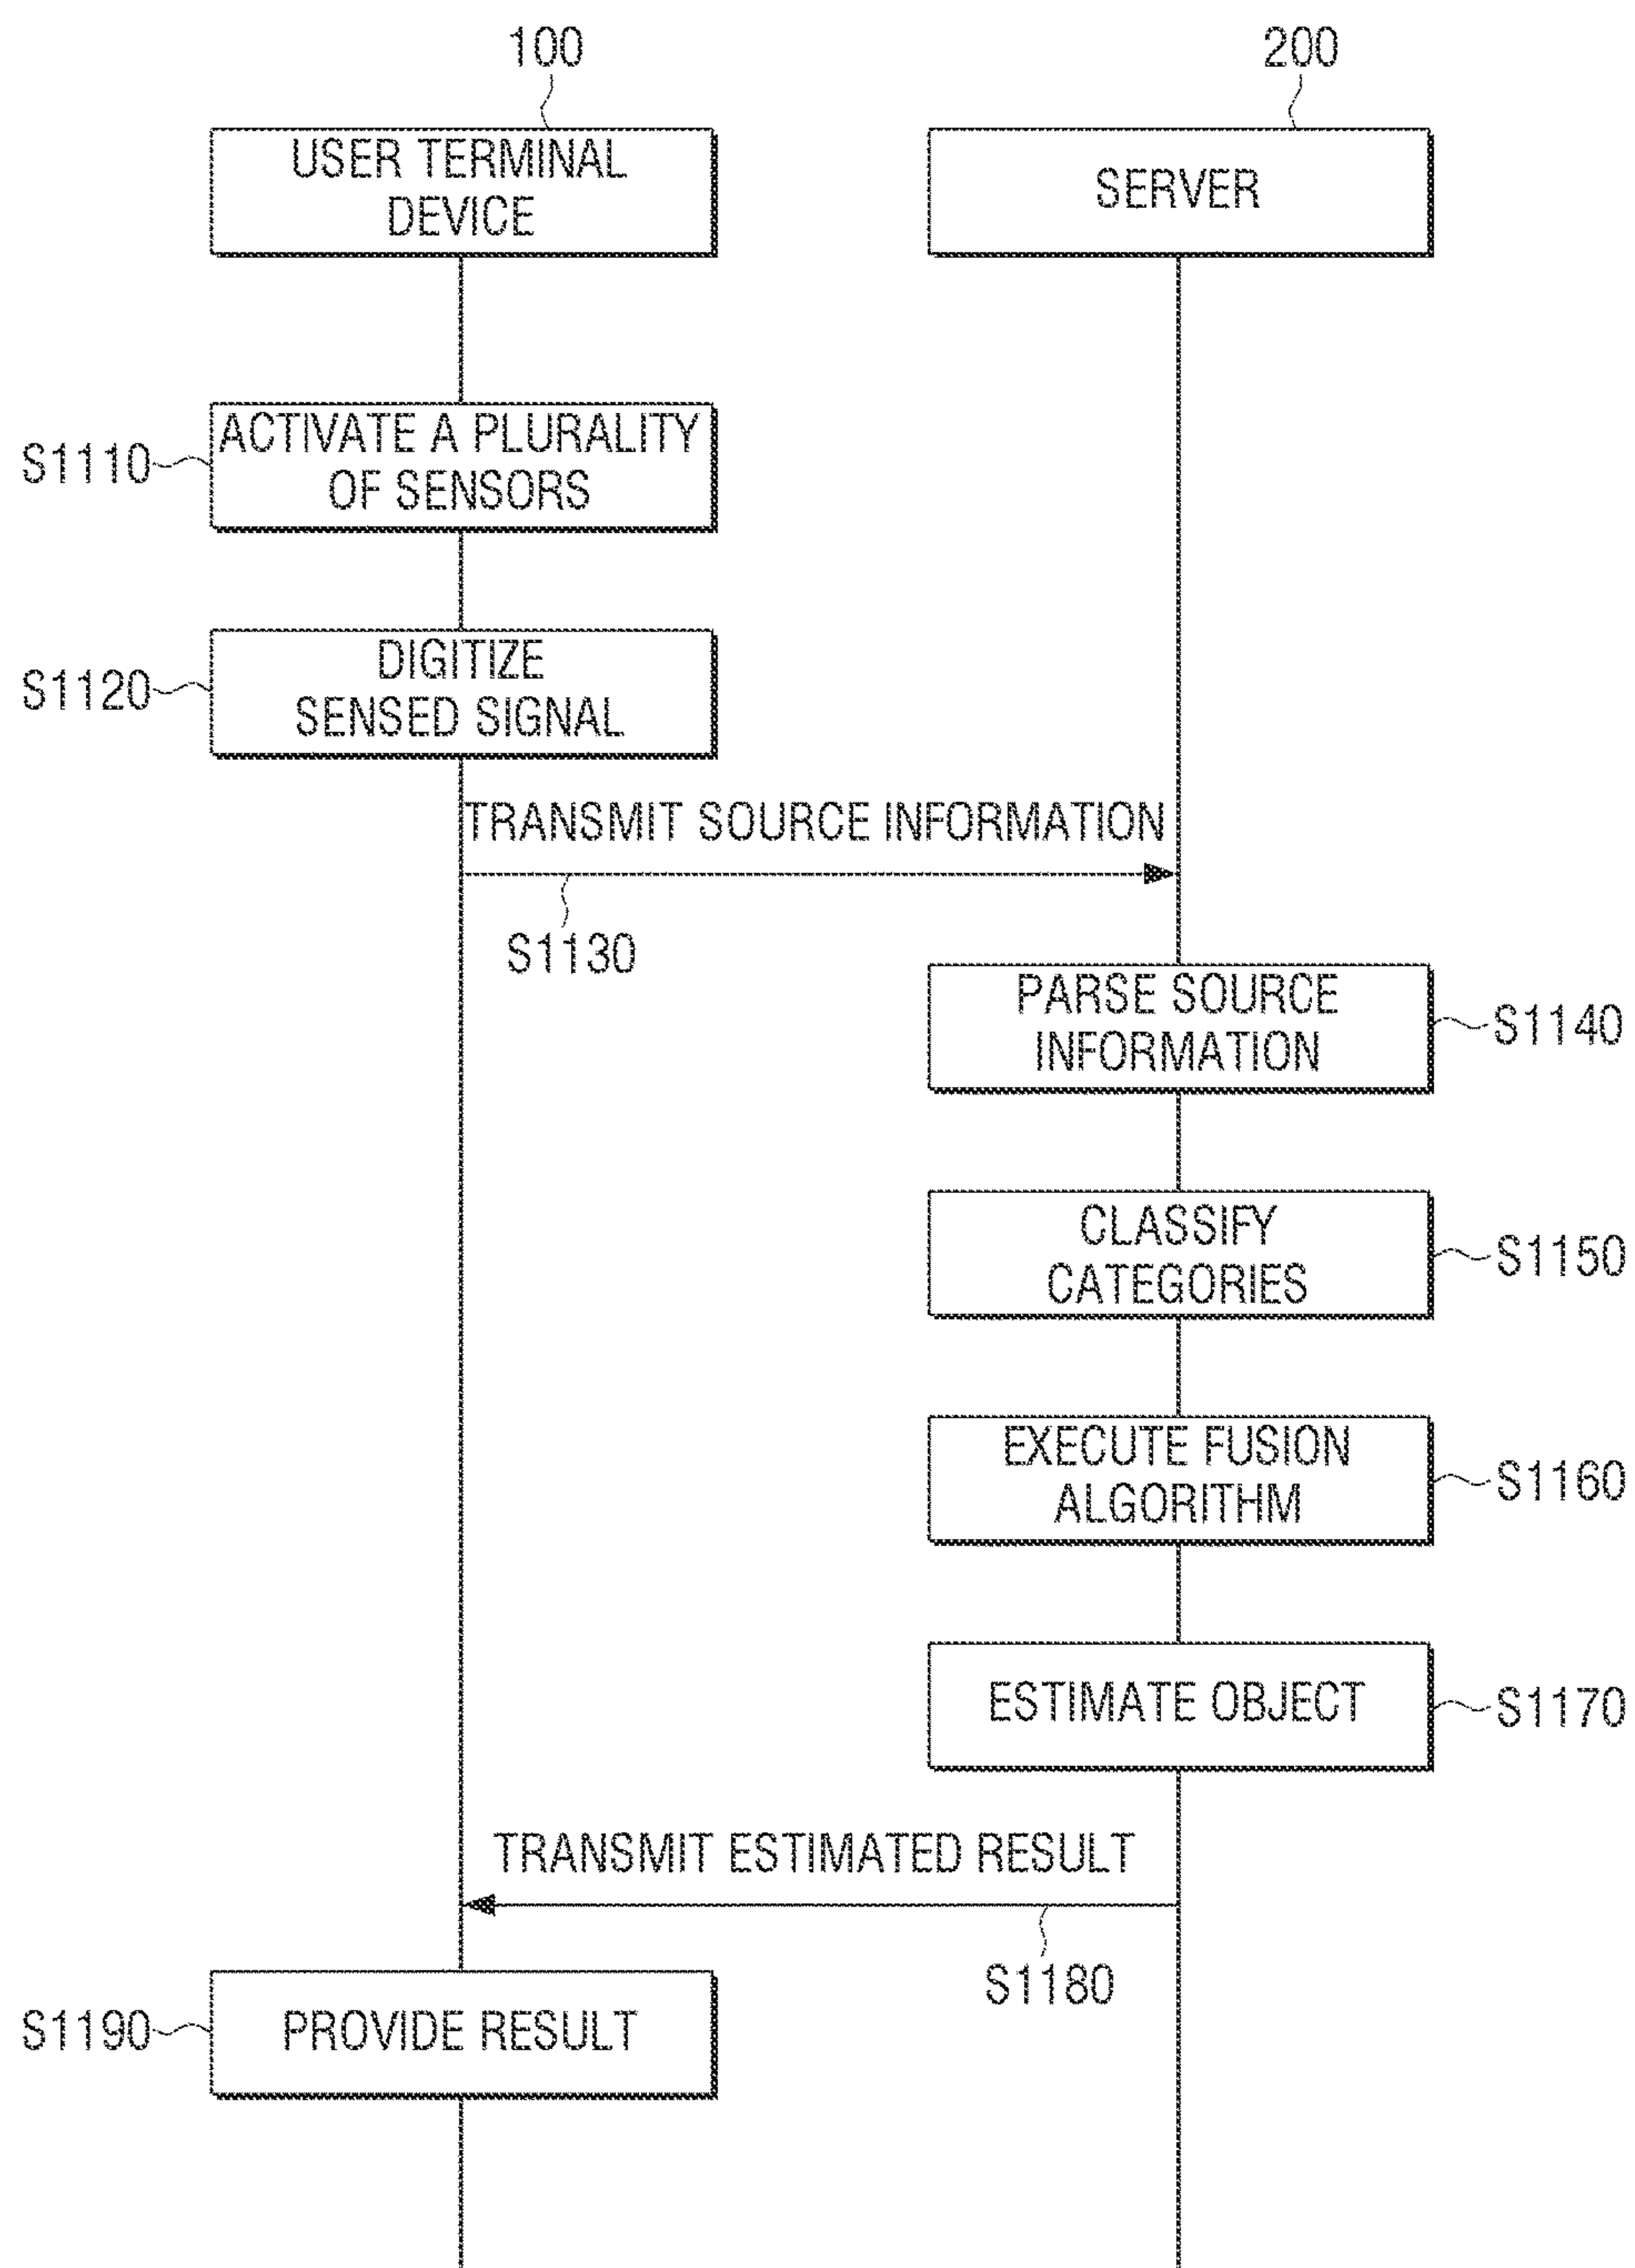 100
200
USER TERMINAL
DEVICE
SERVER
S1110
ACTIVATE A PLURALITY
OF SENSORS
S1120
DIGITIZE
SENSED SIGNAL
TRANSMIT SOURCE INFORMATION
S1130
PARSE SOURCE
INFORMATION
S1140
CLASSIFY
CATEGORIES
S1150
EXECUTE FUSION
ALGORITHM
S1160
ESTIMATE OBJECT
S1170
TRANSMIT ESTIMATED RESULT
S1180
S1190
PROVIDE RESULT